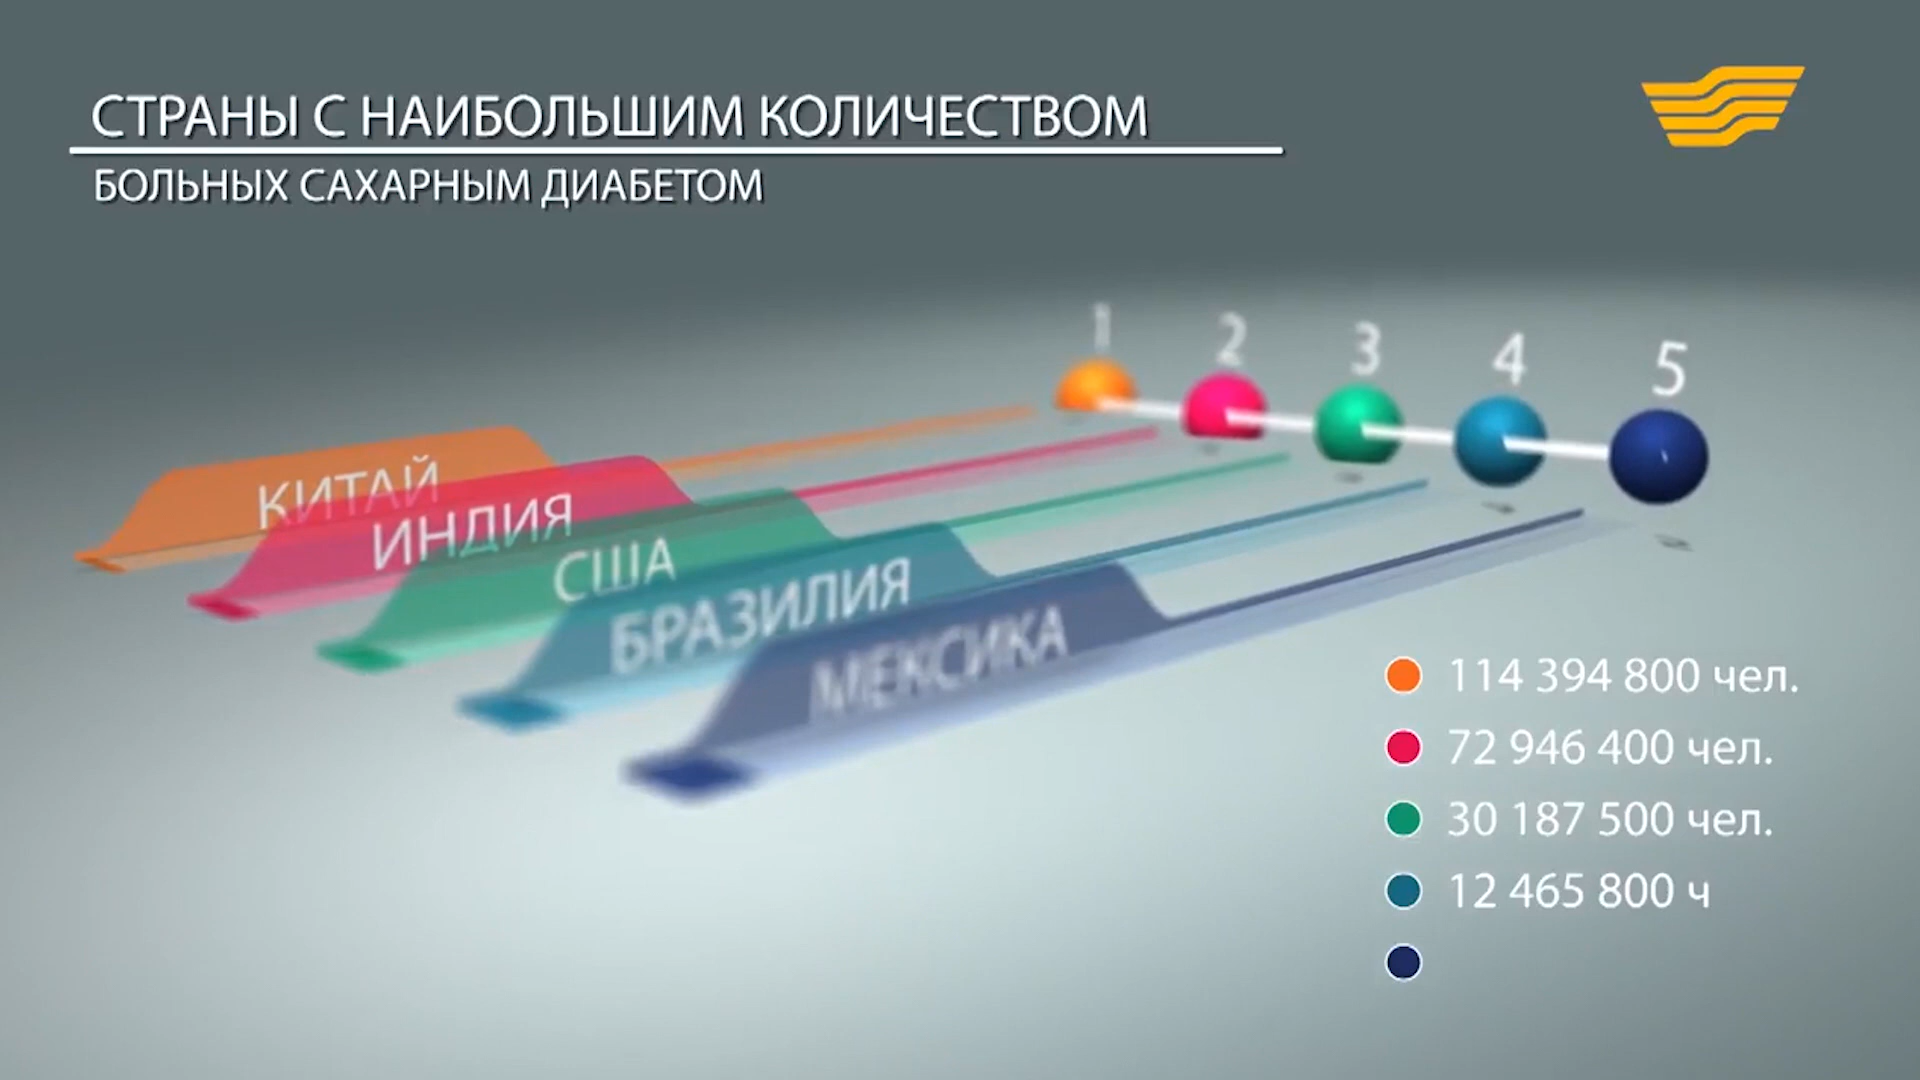 СТРАНЫ С НАИБОЛЬШИМ КОЛИЧЕСТВОМ
БОЛЬНЫХ САХАРНЫМ ДИАБЕТОМ
1
2
3
4
5
КИТАЙ
ИНДИЯ
США
БРАЗИЛИЯ
МЕКСИКА
114 394 800 чел.
72 946 400 чел.
30 187 500 чел.
12 465 800 ч